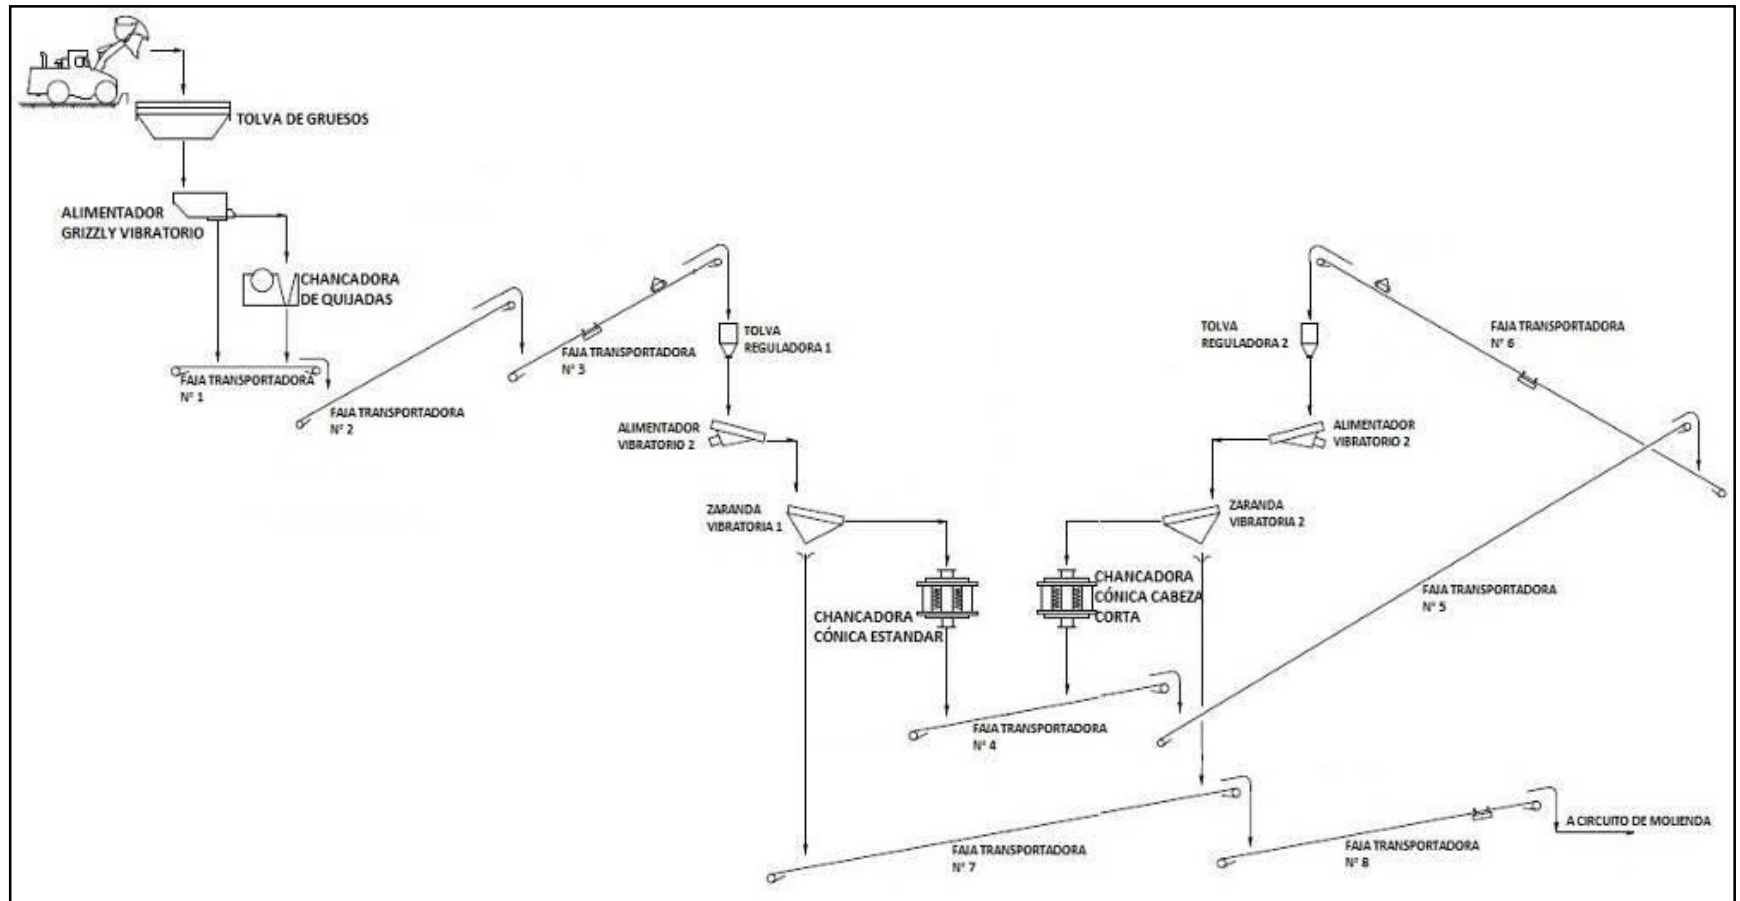 TOLVA DE GRUESOS
ALIMENTADOR
GRIZZLY VIBRATORIO
CHANCADORA
DE QUIJADAS
FAJA TRANSPORTADORA
N° 1
FAJA TRANSPORTADORA
N° 2
FAJA TRANSPORTADORA
N° 3
TOLVA
REGULADORA 1
ALIMENTADOR
VIBRATORIO 2
ZARANDA
VIBRATORIA 1
CHANCADORA
CÓNICA ESTANDAR
TOLVA
REGULADORA 2
FAJA TRANSPORTADORA
N° 6
ALIMENTADOR
VIBRATORIO 2
ZARANDA
VIBRATORIA 2
CHANCADORA
CÓNICA CABEZA
CORTA
FAJA TRANSPORTADORA
N° 5
FAJA TRANSPORTADORA
N° 4
FAJA TRANSPORTADORA
N° 7
FAJA TRANSPORTADORA
N° 8
A CIRCUITO DE MOLIENDA